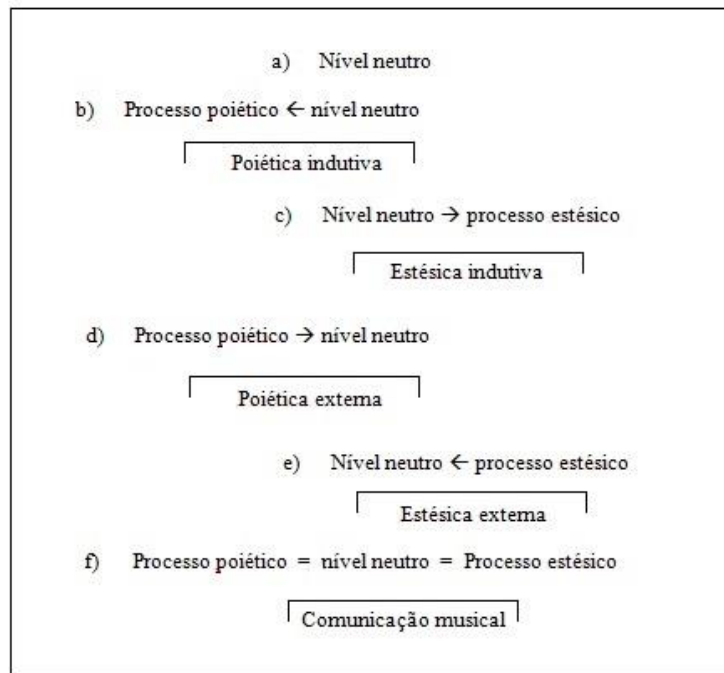 a) Nível neutro
b) Processo poiético ← nível neutro
Poiética indutiva
c) Nível neutro → processo estésico
Estésica indutiva
d) Processo poiético → nível neutro
Poiética externa
e) Nível neutro ← processo estésico
Estésica externa
f) Processo poiético = nível neutro = Processo estésico
Comunicação musical